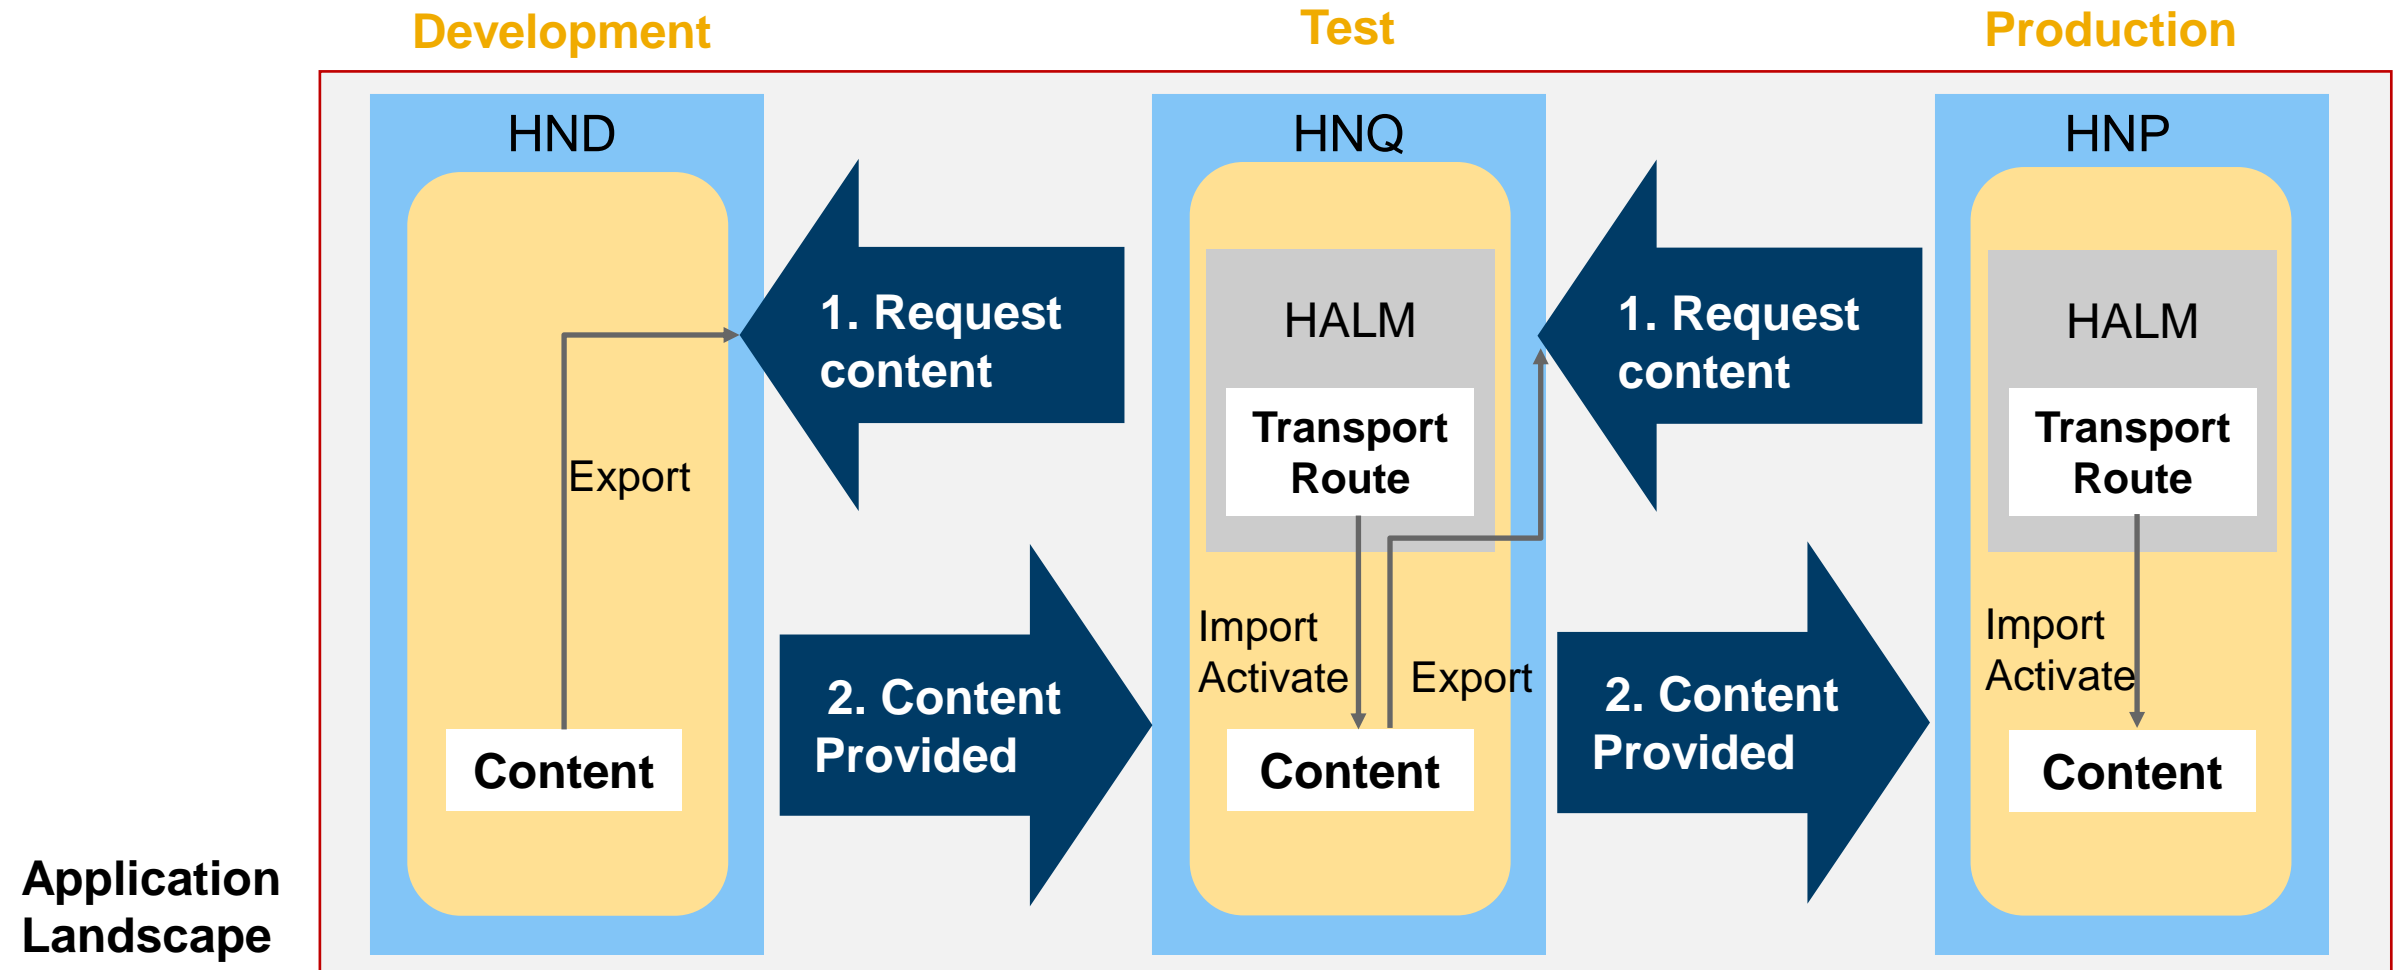 Development
Test
Production
HND
HNQ
HNP
1. Request
content
HALM
1. Request
content
HALM
Transport
Route
Transport
Route
Export
Import
Activate
Export
Import
Activate
2. Content
Provided
2. Content
Provided
Content
Content
Content
Application
Landscape